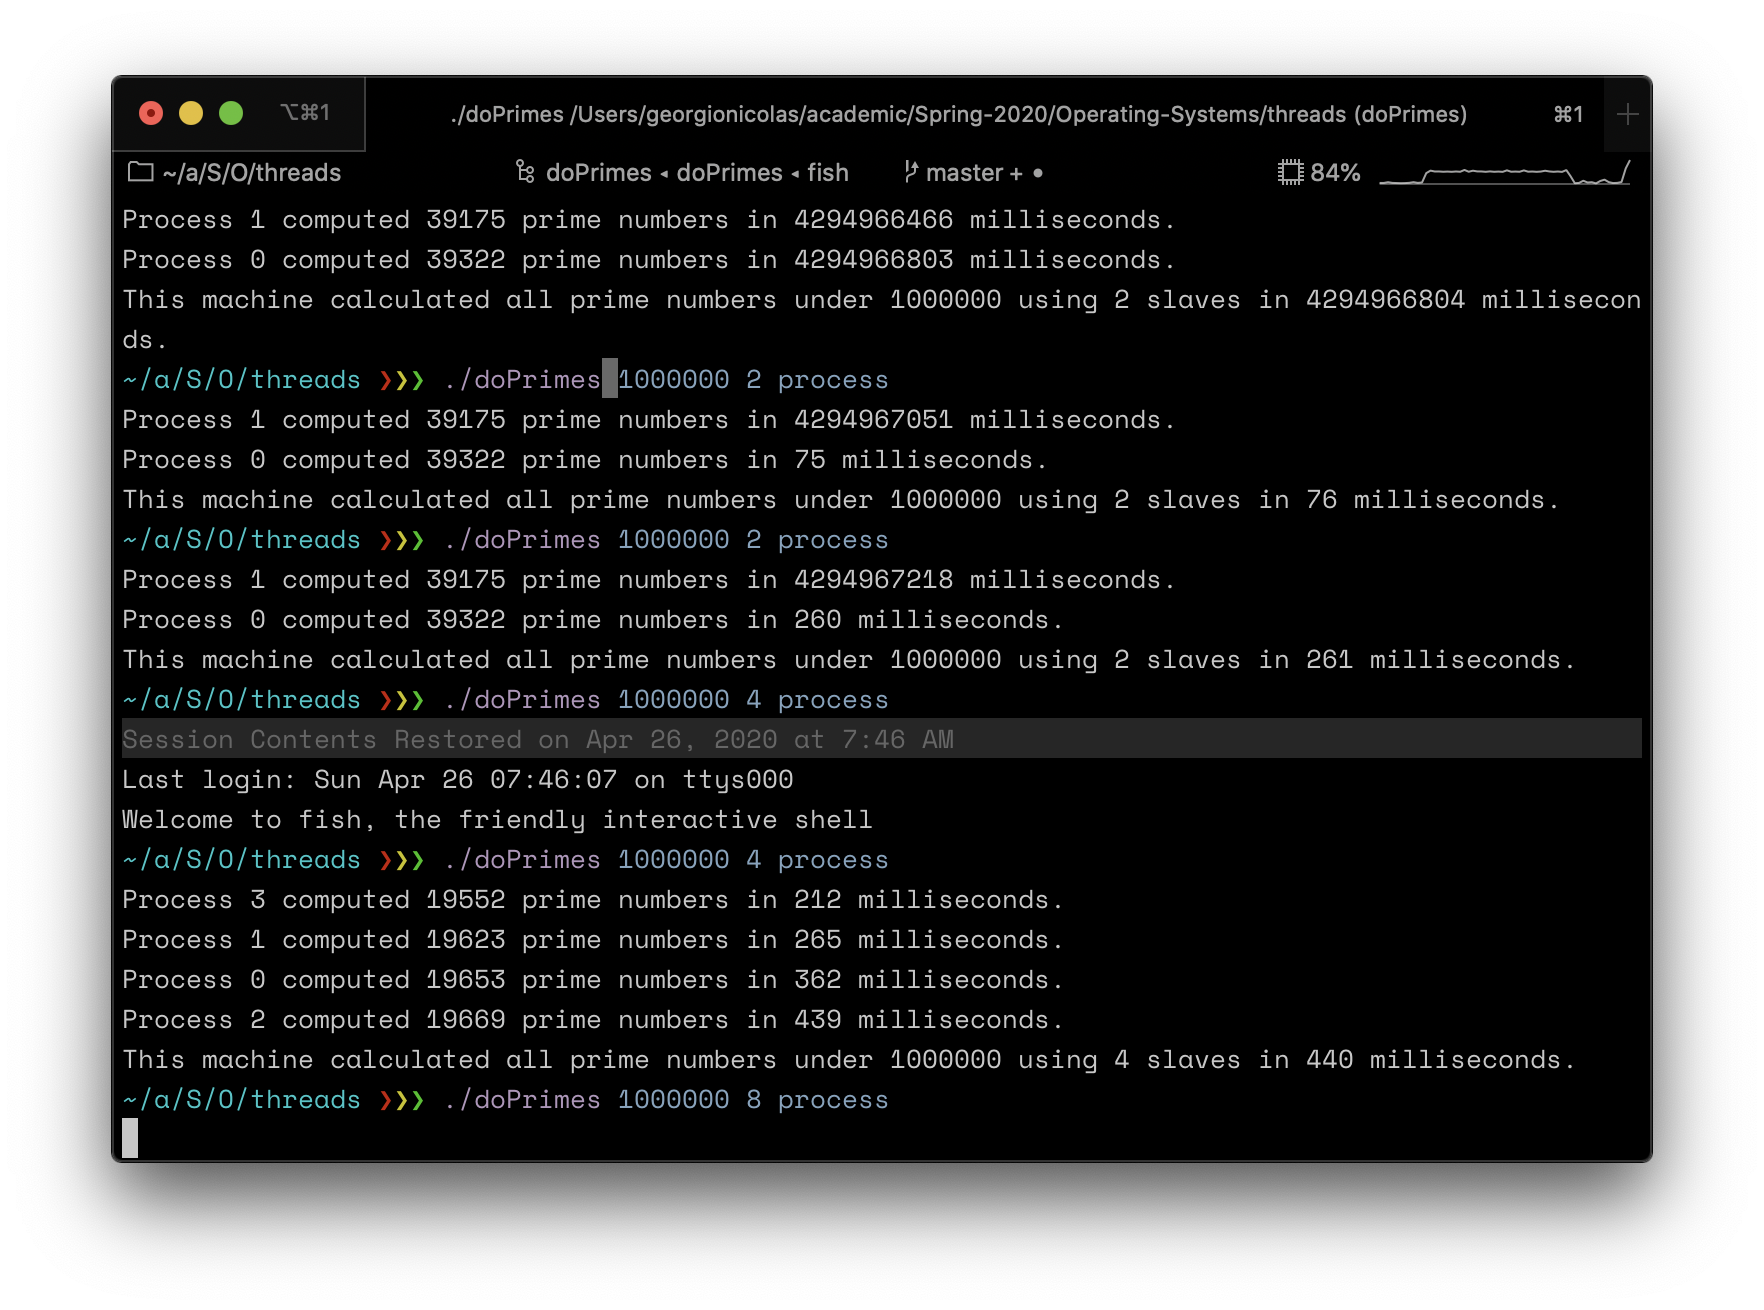 ⌥⌘1 ./doPrimes /Users/georgionicolas/academic/Spring-2020/Operating-Systems/threads (doPrimes) ⌘1 +
~/a/S/O/threads doPrimes ◂ doPrimes ◂ fish master + • 84%
Process 1 computed 39175 prime numbers in 4294966466 milliseconds.
Process 0 computed 39322 prime numbers in 4294966803 milliseconds.
This machine calculated all prime numbers under 1000000 using 2 slaves in 4294966804 millisecon
ds.
~/a/S/O/threads ❯❯❯ ./doPrimes 1000000 2 process
Process 1 computed 39175 prime numbers in 4294967051 milliseconds.
Process 0 computed 39322 prime numbers in 75 milliseconds.
This machine calculated all prime numbers under 1000000 using 2 slaves in 76 milliseconds.
~/a/S/O/threads ❯❯❯ ./doPrimes 1000000 2 process
Process 1 computed 39175 prime numbers in 4294967218 milliseconds.
Process 0 computed 39322 prime numbers in 260 milliseconds.
This machine calculated all prime numbers under 1000000 using 2 slaves in 261 milliseconds.
~/a/S/O/threads ❯❯❯ ./doPrimes 1000000 4 process
Session Contents Restored on Apr 26, 2020 at 7:46 AM
Last login: Sun Apr 26 07:46:07 on ttys000
Welcome to fish, the friendly interactive shell
~/a/S/O/threads ❯❯❯ ./doPrimes 1000000 4 process
Process 3 computed 19552 prime numbers in 212 milliseconds.
Process 1 computed 19623 prime numbers in 265 milliseconds.
Process 0 computed 19653 prime numbers in 362 milliseconds.
Process 2 computed 19669 prime numbers in 439 milliseconds.
This machine calculated all prime numbers under 1000000 using 4 slaves in 440 milliseconds.
~/a/S/O/threads ❯❯❯ ./doPrimes 1000000 8 process